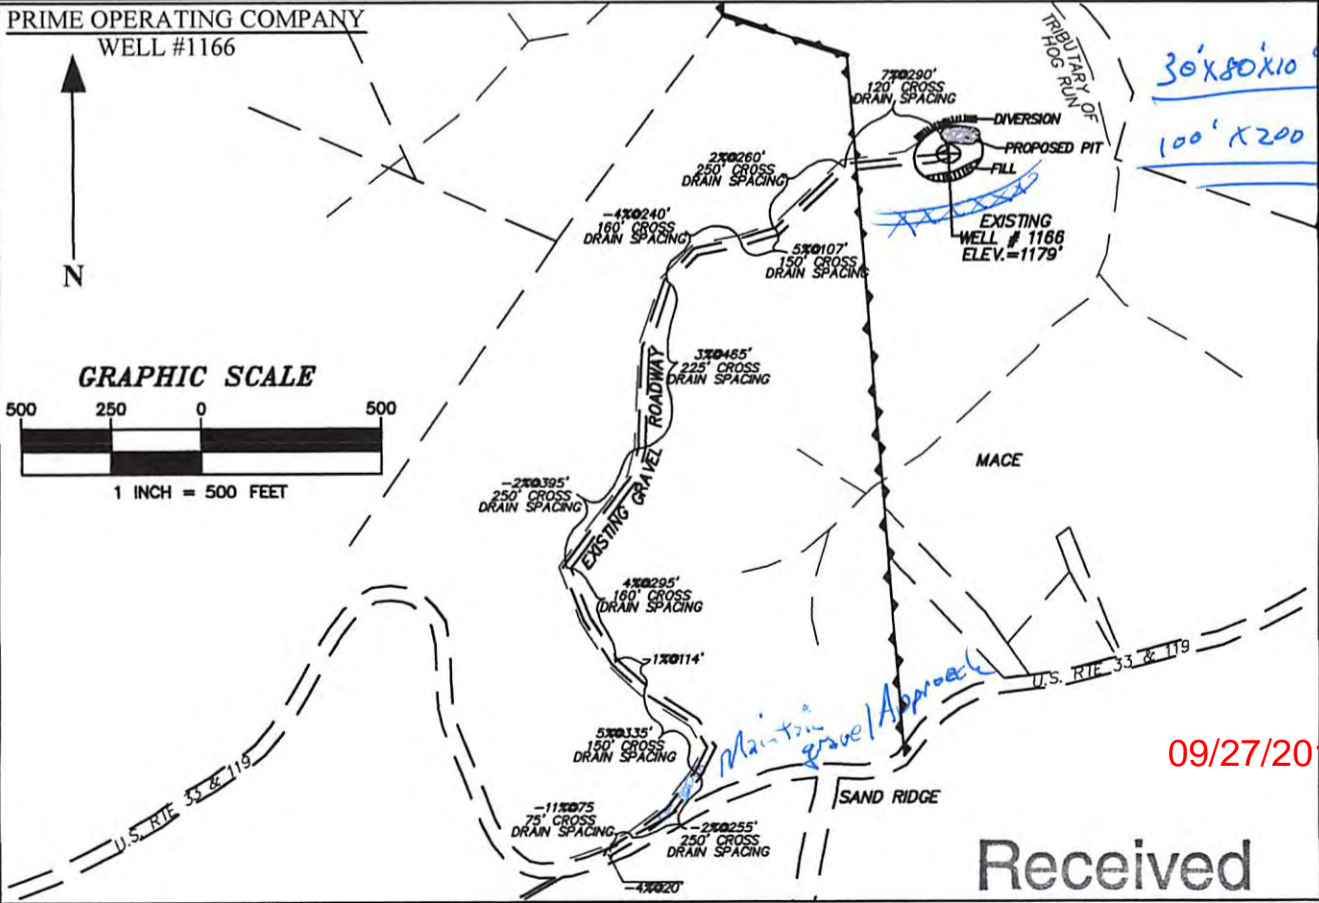 PRIME OPERATING COMPANY
WELL #1166
N
TRIBUTARY OF
HOG RUN
30'X80'X10'
100' X200
7%@290'
120' CROSS
DRAIN SPACING
DIVERSION
PROPOSED PIT
FILL
2%@260'
250' CROSS
DRAIN SPACING
-4%@240'
160' CROSS
DRAIN SPACING
5%@107'
150' CROSS
DRAIN SPACING
EXISTING
WELL # 1166
ELEV.=1179'
GRAPHIC SCALE
500 250 0 500
1 INCH = 500 FEET
3%@465'
225' CROSS
DRAIN SPACING
EXISTING GRAVEL ROADWAY
MACE
-2%@395'
250' CROSS
DRAIN SPACING
4%@295'
160' CROSS
DRAIN SPACING
-1%@114'
5%@335'
150' CROSS
DRAIN SPACING
Maintain
gravel Approach
U.S. RTE 33 & 119
09/27/201
U.S. RTE 33 & 119
SAND RIDGE
-11%@75
75' CROSS
DRAIN SPACING
-2%@255'
250' CROSS
DRAIN SPACING
-4%@20'
Received